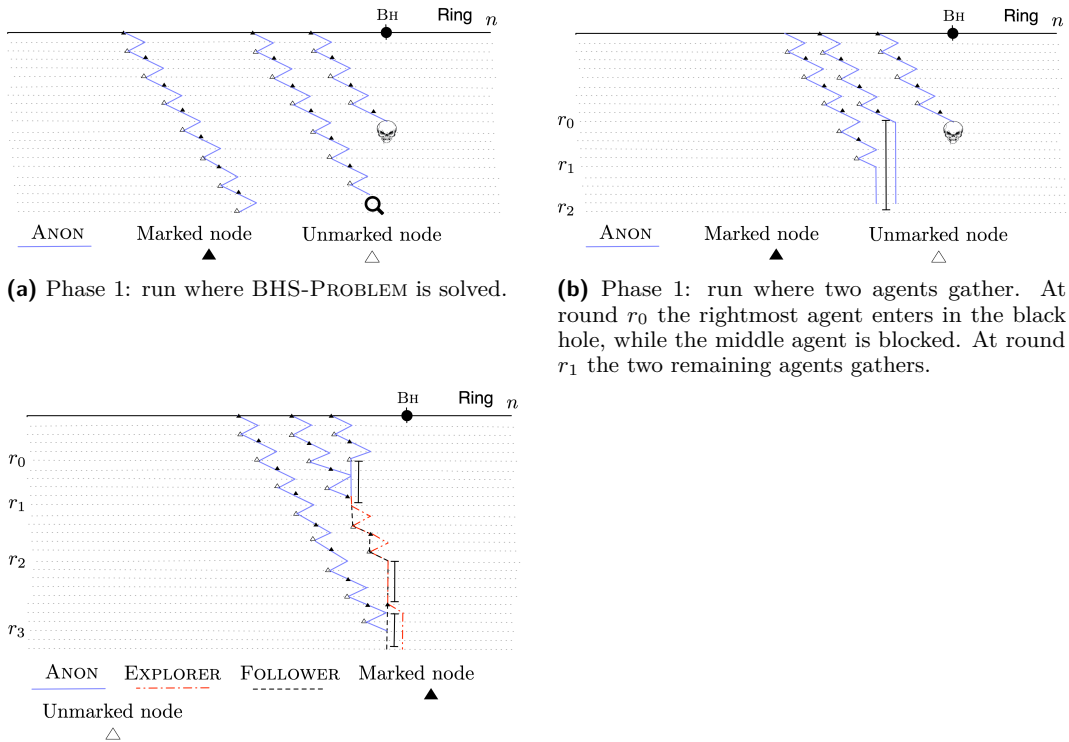 BH Ring n
ANON Marked node Unmarked node
(a) Phase 1: run where BHS-PROBLEM is solved.
BH Ring n
r0
r1
r2
ANON Marked node Unmarked node
(b) Phase 1: run where two agents gather. At
round r0 the rightmost agent enters in the black
hole, while the middle agent is blocked. At round
r1 the two remaining agents gathers.
BH Ring n
r0
r1
r2
r3
ANON EXPLORER FOLLOWER Marked node
Unmarked node